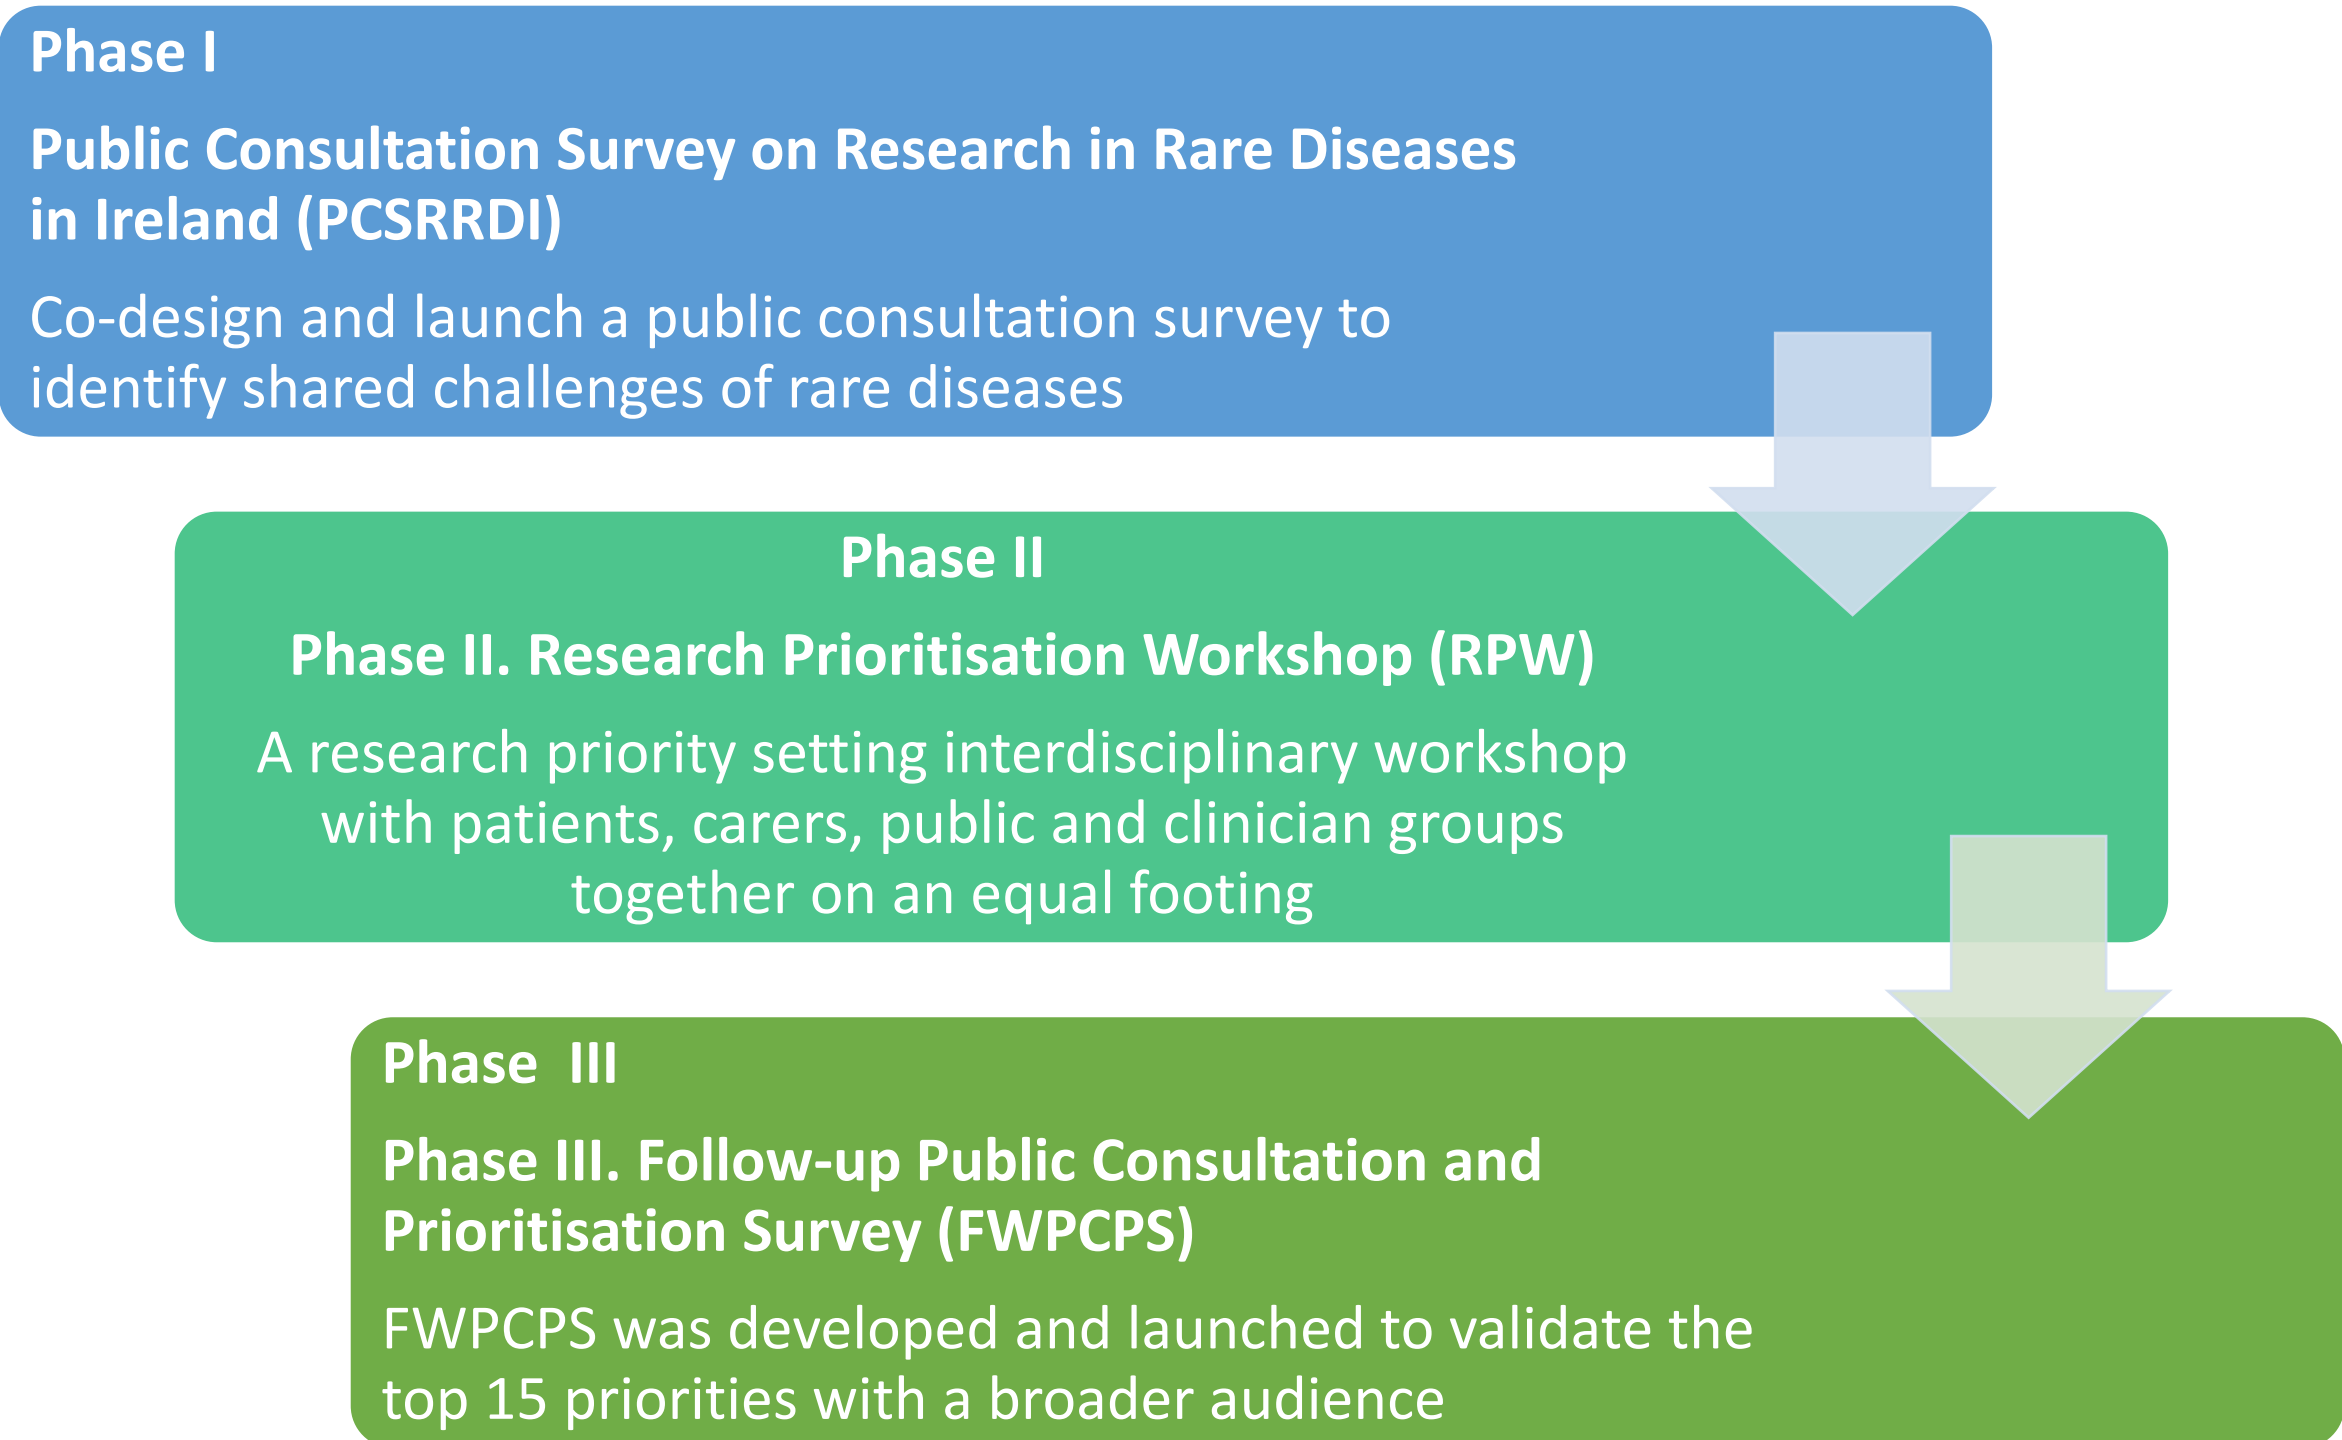 Phase I
Public Consultation Survey on Research in Rare Diseases
in Ireland (PCSRRDI)
Co-design and launch a public consultation survey to
identify shared challenges of rare diseases
Phase II
Phase II. Research Prioritisation Workshop (RPW)
A research priority setting interdisciplinary workshop
with patients, carers, public and clinician groups
together on an equal footing
Phase  III
Phase III. Follow-up Public Consultation and
Prioritisation Survey (FWPCPS)
FWPCPS was developed and launched to validate the
top 15 priorities with a broader audience